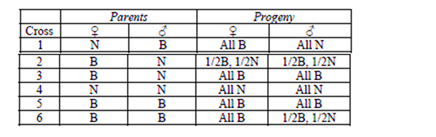 Parents Progeny
Cross ♀ ♂ ♀ ♂
1 N B All B All N
2 B N 1/2B, 1/2N 1/2B, 1/2N
3 B N All B All B
4 N N All N All N
5 B B All B All B
6 B B All B 1/2B, 1/2N